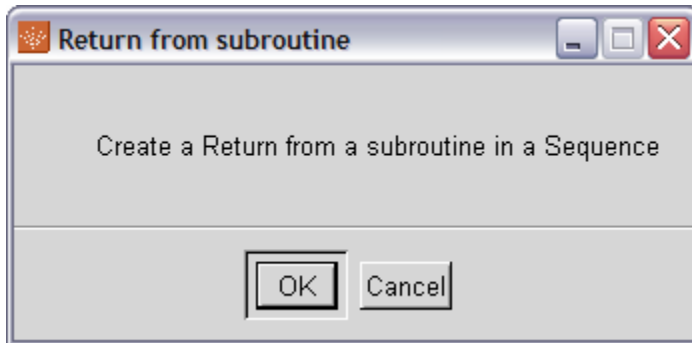 Return from subroutine
Create a Return from a subroutine in a Sequence
OK Cancel